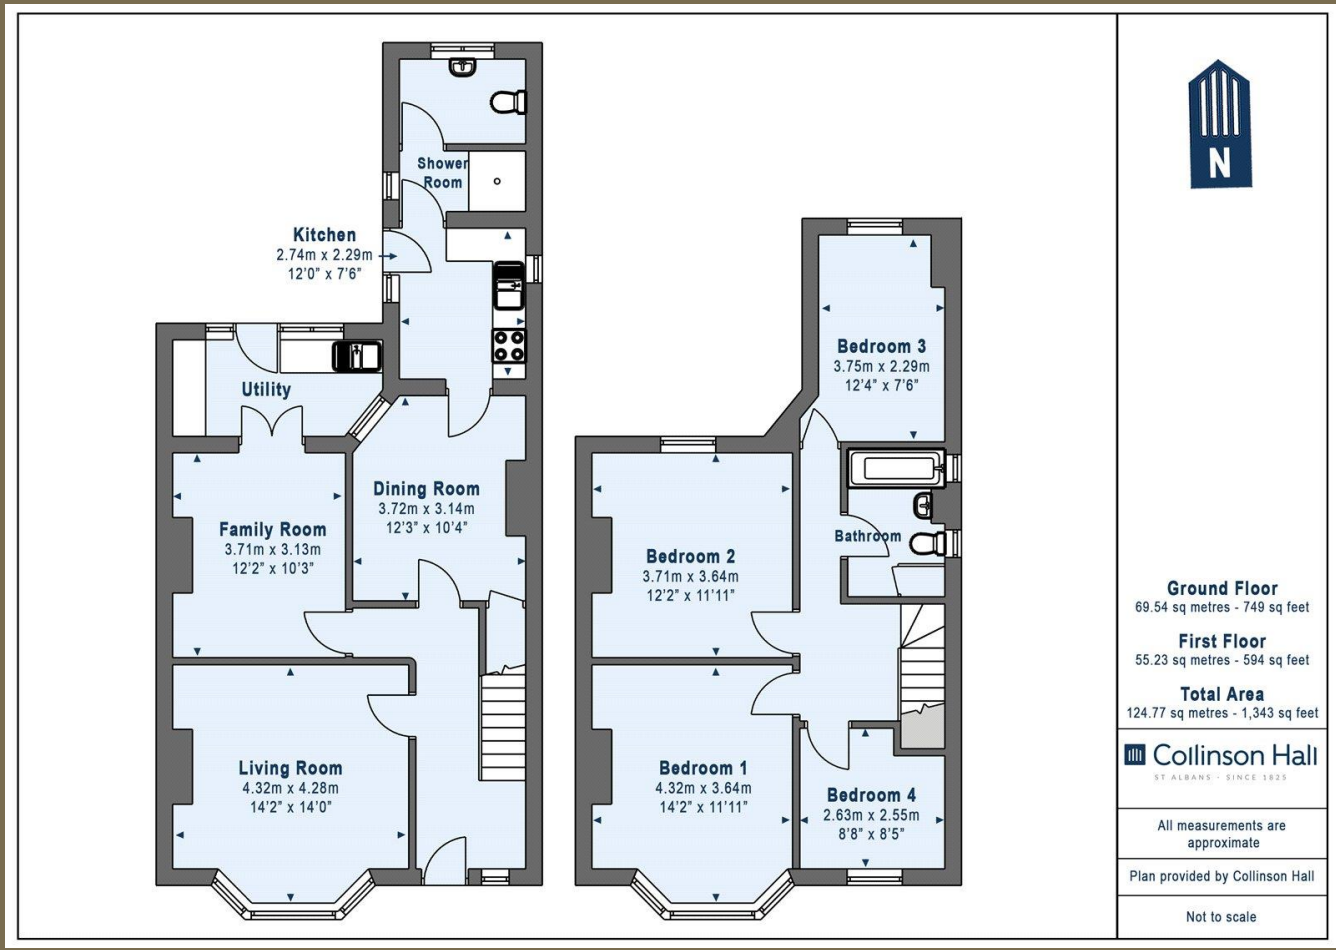 Shower
Room
Kitchen
2.74m x 2.29m
12'0" x 7'6"
Utility
Dining Room
3.72m x 3.14m
12'3" x 10'4"
Family Room
3.71m x 3.13m
12'2" x 10'3"
Living Room
4.32m x 4.28m
14'2" x 14'0"
Bedroom 3
3.75m x 2.29m
12'4" x 7'6"
Bathroom
Bedroom 2
3.71m x 3.64m
12'2" x 11'11"
Bedroom 1
4.32m x 3.64m
14'2" x 11'11"
Bedroom 4
2.63m x 2.55m
8'8" x 8'5"
N
Ground Floor
69.54 sq metres - 749 sq feet
First Floor
55.23 sq metres - 594 sq feet
Total Area
124.77 sq metres - 1,343 sq feet
Collinson Hall
ST ALBANS · SINCE 1825
All measurements are
approximate
Plan provided by Collinson Hall
Not to scale